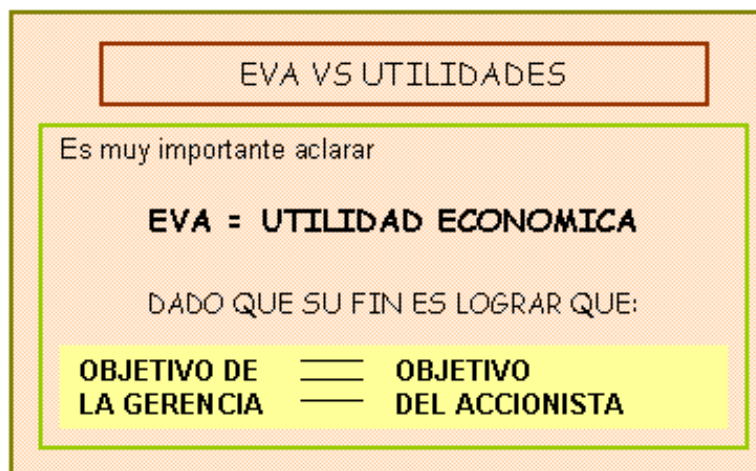 EVA VS UTILIDADES
Es muy importante aclarar
EVA = UTILIDAD ECONOMICA
DADO QUE SU FIN ES LOGRAR QUE:
OBJETIVO DE OBJETIVO
LA GERENCIA DEL ACCIONISTA